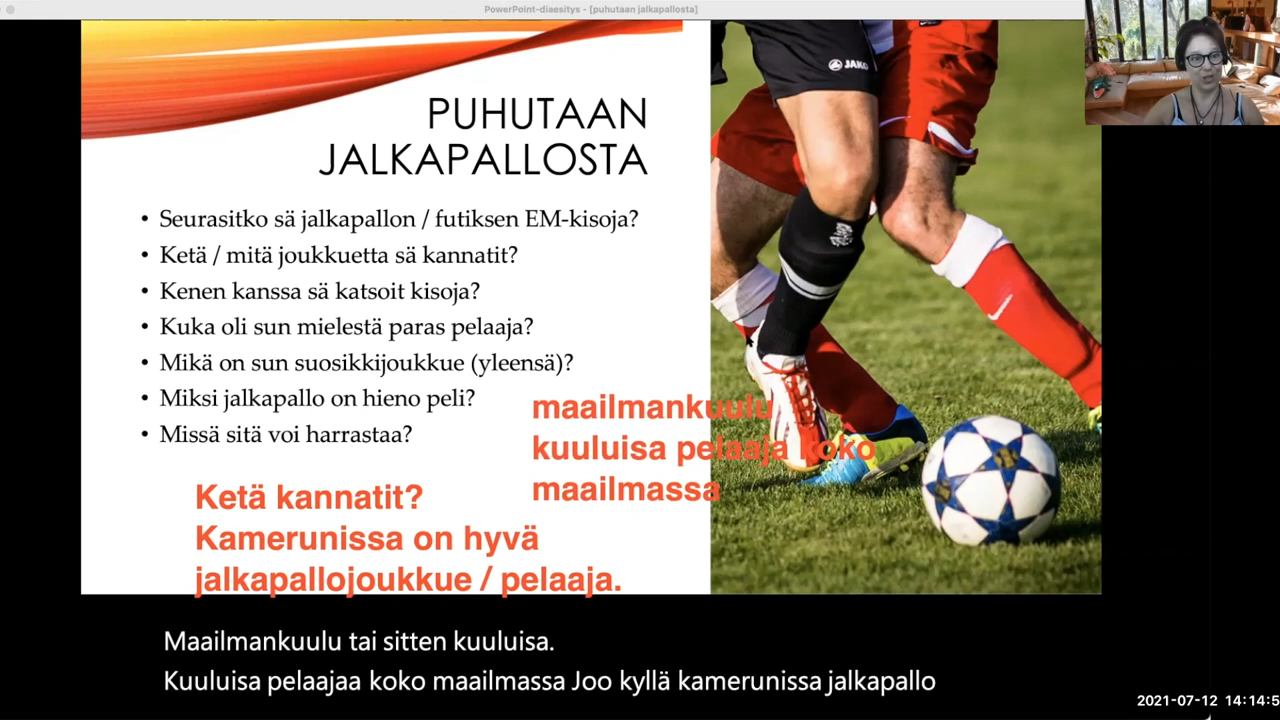 PowerPoint-diaesitys - [puhutaan jalkapallosta]
PUHUTAAN
JALKAPALLOSTA
• Seurasitko sä jalkapallon / futiksen EM-kisoja?
• Ketä / mitä joukkuetta sä kannatit?
• Kenen kanssa sä katsoit kisoja?
• Kuka oli sun mielestä paras pelaaja?
• Mikä on sun suosikkijoukkue (yleensä)?
• Miksi jalkapallo on hieno peli?
• Missä sitä voi harrastaa?
maailmankuulu
kuuluisa pelaaja koko
maailmassa
Ketä kannatit?
Kamerunissa on hyvä
jalkapallojoukkue / pelaaja.
JAKO
Maailmankuulu tai sitten kuuluisa.
Kuuluisa pelaajaa koko maailmassa Joo kyllä kamerunissa jalkapallo
2021-07-12 14:14:5